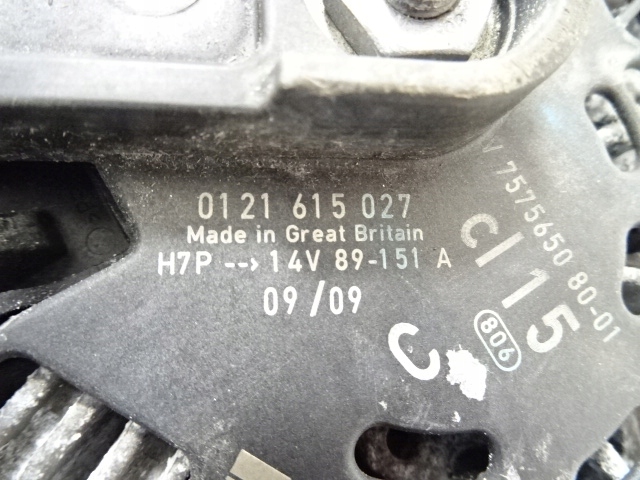 0121 615 027
Made in Great Britain
H7P --> 14V 89-151 A
09/09
V 7575650 80-01
CI 15
806
C